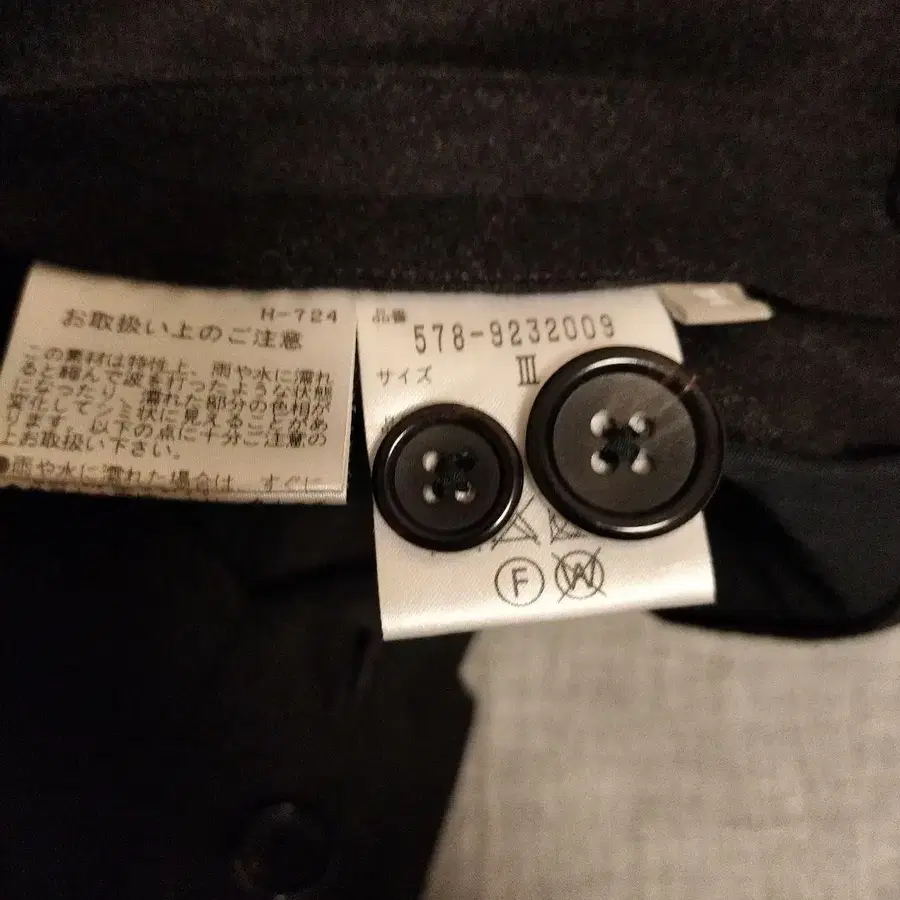 H-724
お取扱い上のご注意
この素材は特性上、雨や水に濡れ
ると縮んで波を打ったような状態
になったり、濡れた部分の色相が
変化してシミ状に見えることがあ
ります。以下の点に十分ご注意の
上お取扱い下さい。
●雨や水に濡れた場合は、すぐに
品番
578-9232009
サイズ III
F W